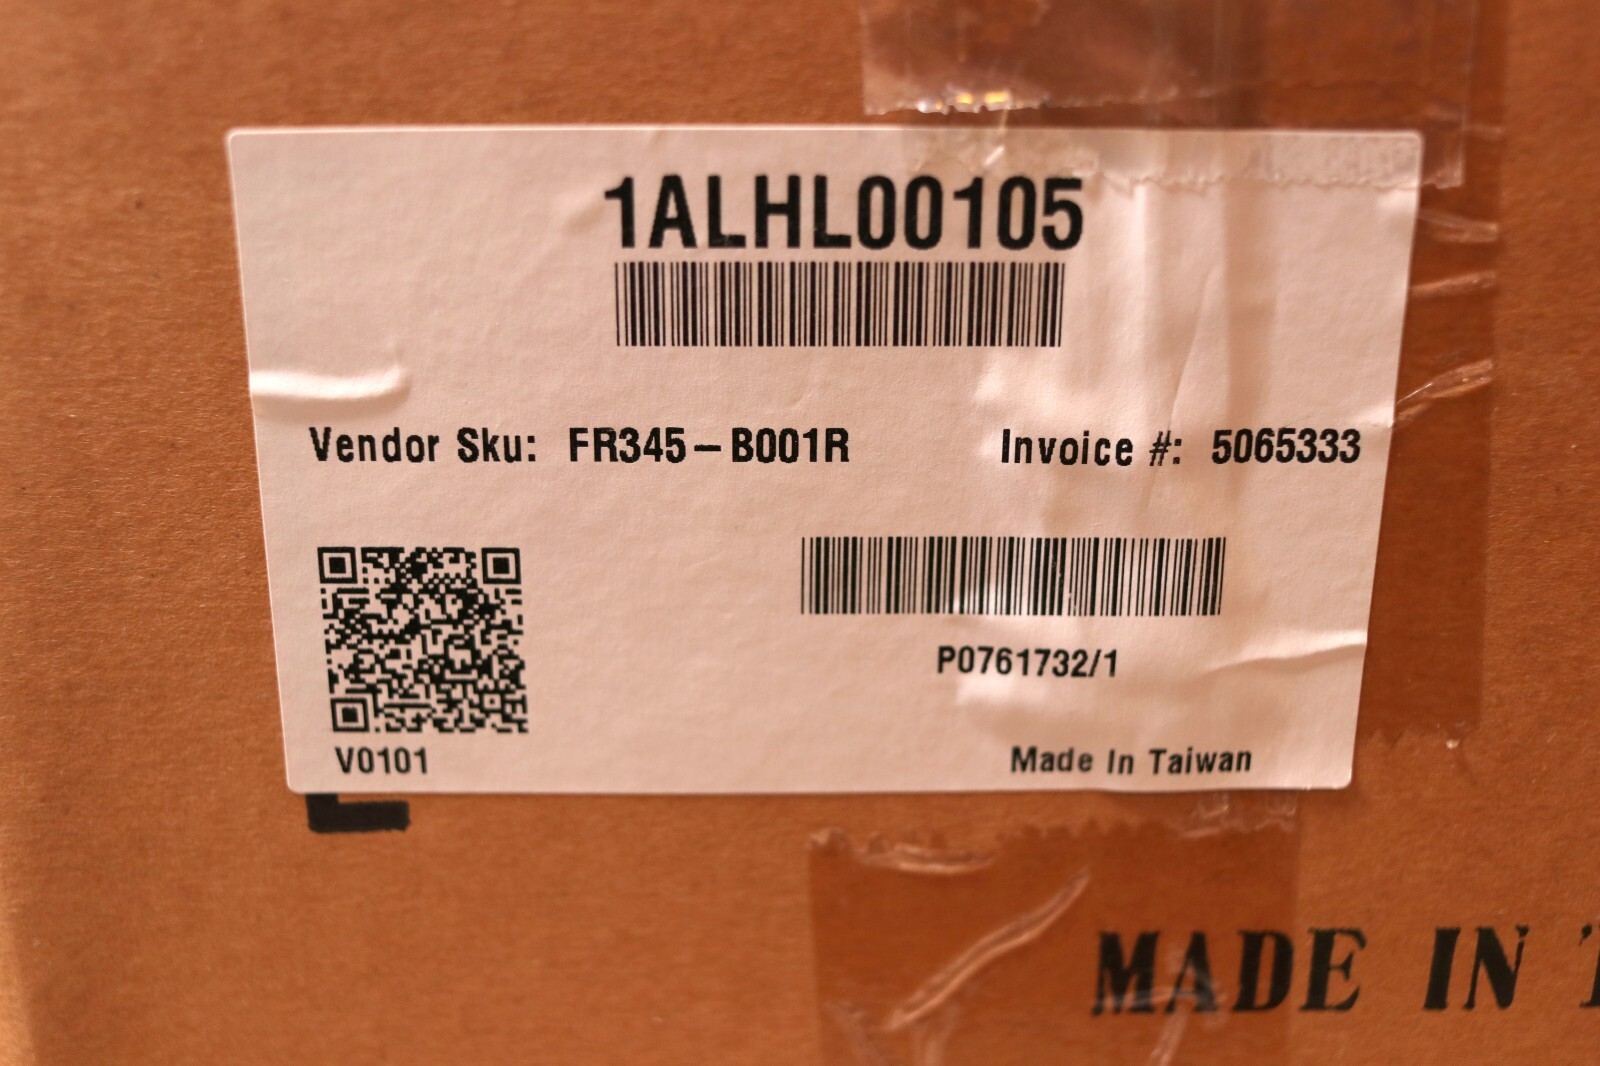 1ALHL00105
Vendor Sku: FR345-B001R Invoice #: 5065333
P0761732/1
V0101 Made In Taiwan
MADE IN